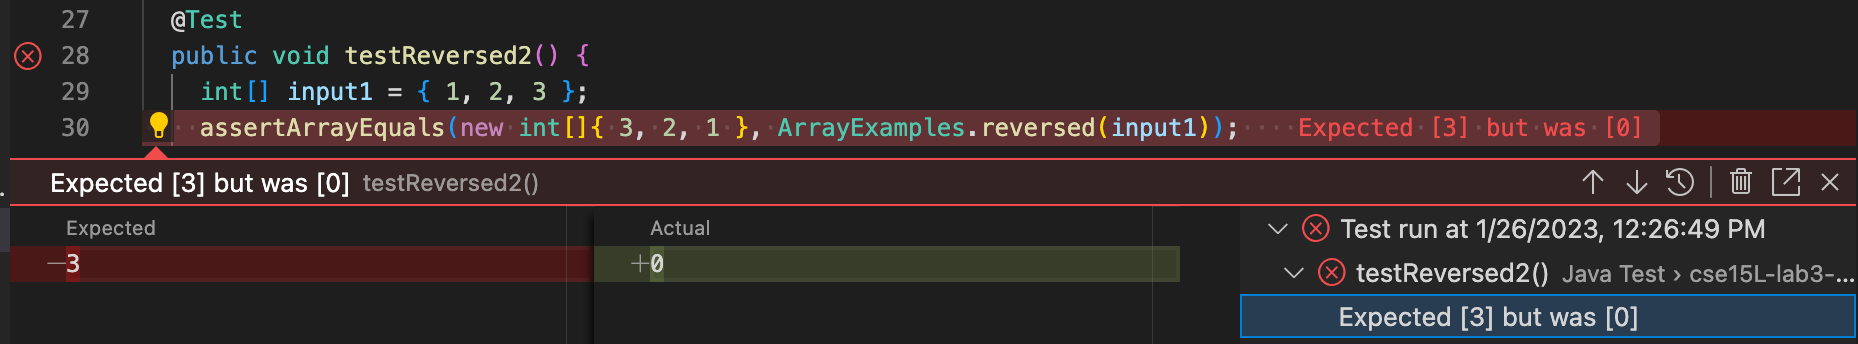 27 @Test
28 public void testReversed2() {
29 int[] input1 = { 1, 2, 3 };
30 assertArrayEquals(new int[]{ 3, 2, 1 }, ArrayExamples.reversed(input1)); Expected [3] but was [0]
Expected [3] but was [0] testReversed2()
Expected
Actual
—3
+0
Test run at 1/26/2023, 12:26:49 PM
testReversed2() Java Test › cse15L-lab3-...
Expected [3] but was [0]